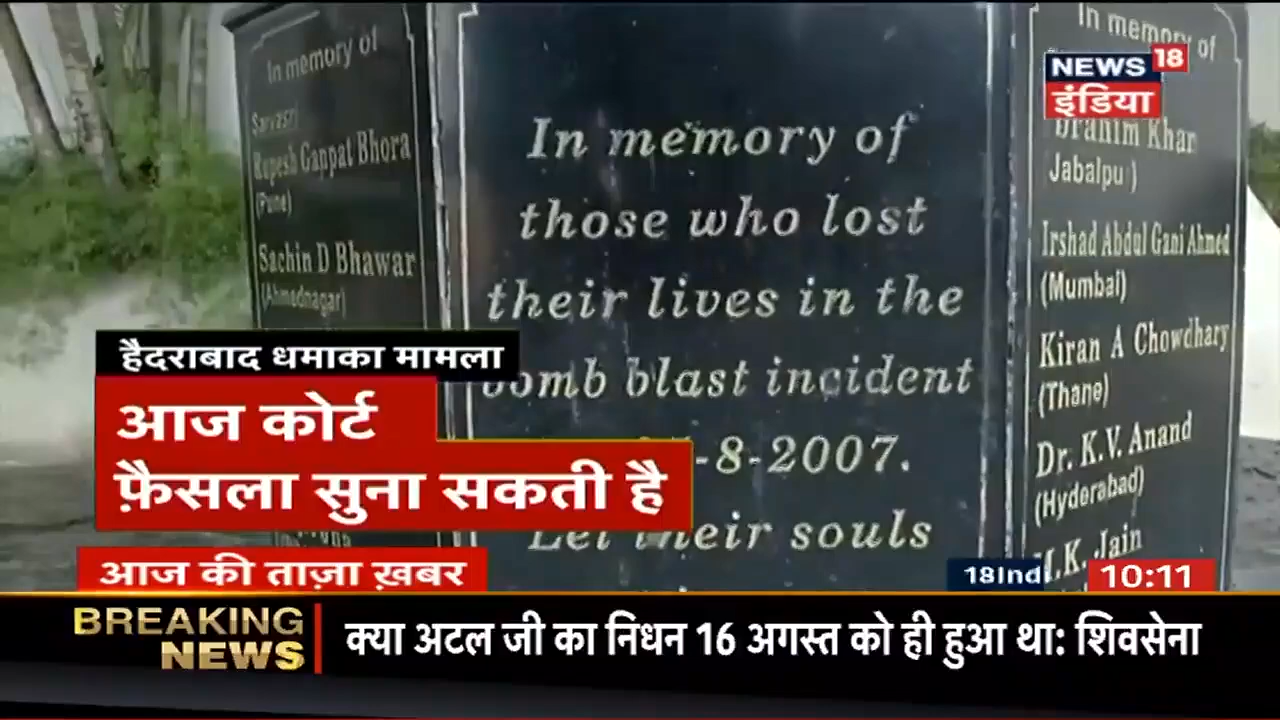 In memory of
Sarvasri
Rupesh Ganpat Bhora
(Pune)
Sachin D Bhawar
(Ahmednagar)
In memory of
those who lost
their lives in the
bomb blast incident
-8-2007.
Let their souls
In memory of
Ibrahim Khan
Jabalpu )
Irshad Abdul Gani Ahmed
(Mumbai)
Kiran A Chowdhary
(Thane)
Dr. K.V. Anand
(Hyderabad)
.K. Jain
NEWS 18
इंडिया
हैदराबाद धमाका मामला
आज कोर्ट
फ़ैसला सुना सकती है
आज की ताज़ा ख़बर
18Indi
10:11
BREAKING
NEWS
क्या अटल जी का निधन 16 अगस्त को ही हुआ था: शिवसेना